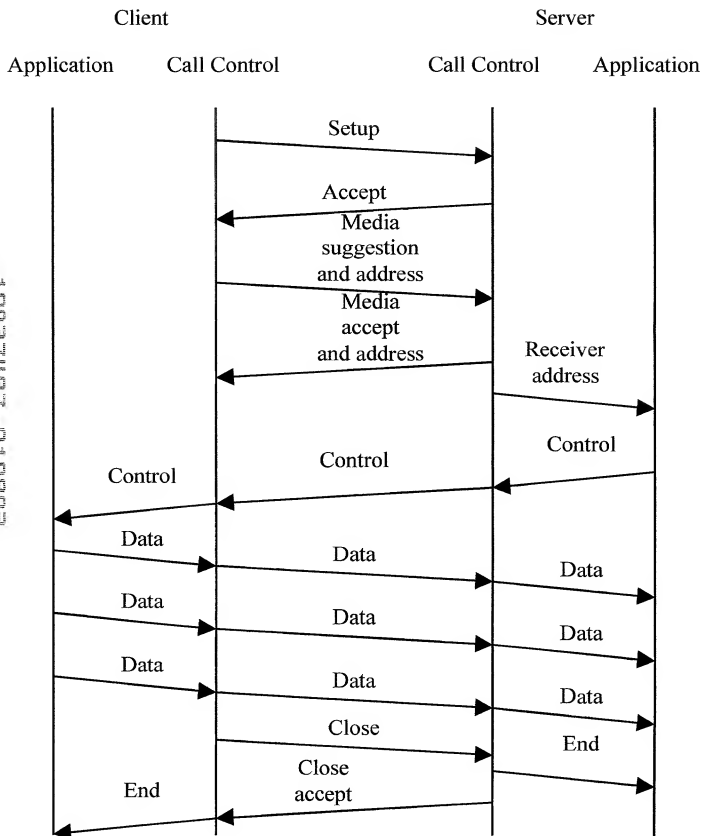 Client Server
Application Call Control Call Control Application
Setup
Accept
Media
suggestion
and address
Media
accept
and address
Receiver
address
Control
Control
Control
Data
Data
Data
Data
Data
Data
Data
Data
Data
Close
End
Close
accept
End